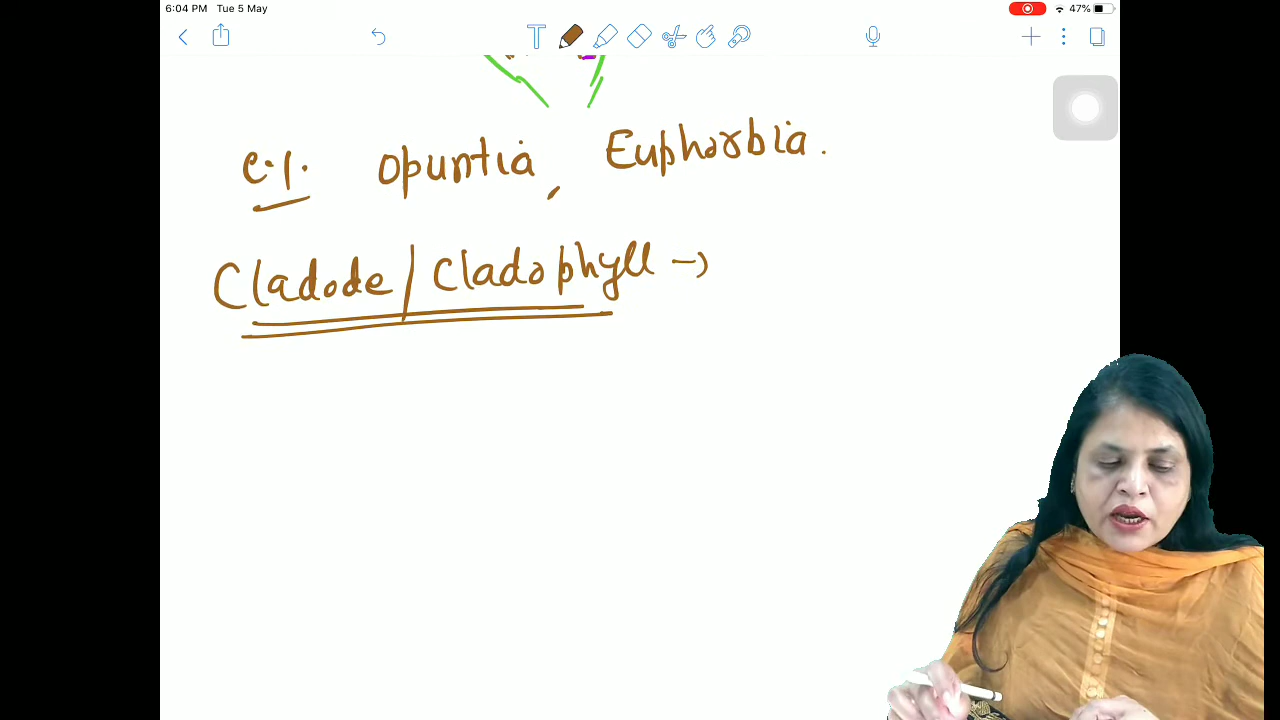 6:04 PM Tue 5 May
47%
T
e.g. Opuntia, Euphorbia.
Cladode / Cladophyll →